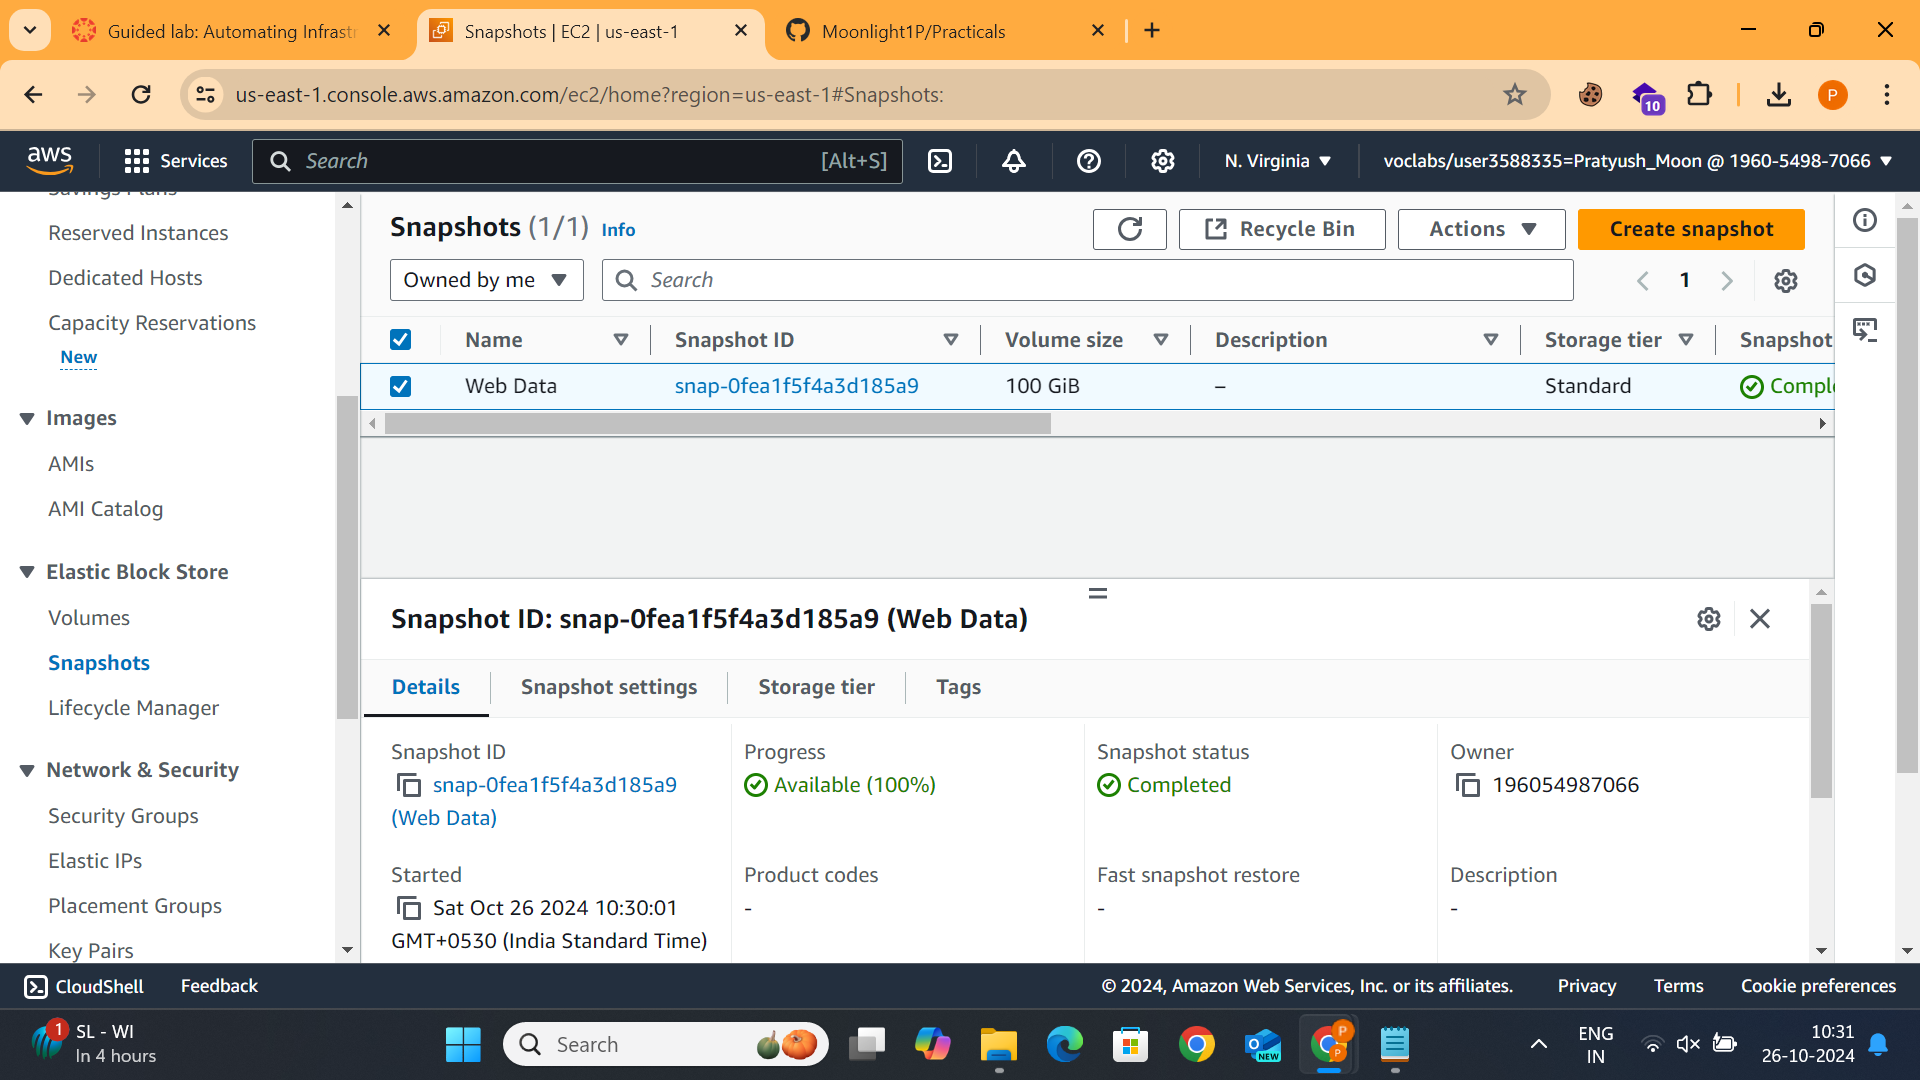 Guided lab: Automating Infrastr
Snapshots | EC2 | us-east-1
Moonlight1P/Practicals
us-east-1.console.aws.amazon.com/ec2/home?region=us-east-1#Snapshots:
10
P
aws
Services
Search
[Alt+S]
N. Virginia
voclabs/user3588335=Pratyush_Moon @ 1960-5498-7066
Savings Plans
Reserved Instances
Dedicated Hosts
Capacity Reservations
New
Images
AMIs
AMI Catalog
Elastic Block Store
Volumes
Snapshots
Lifecycle Manager
Network & Security
Security Groups
Elastic IPs
Placement Groups
Key Pairs
Snapshots (1/1) Info
Recycle Bin
Actions
Create snapshot
Owned by me
Search
1
Name Snapshot ID Volume size Description Storage tier Snapshot
Web Data snap-0fea1f5f4a3d185a9 100 GiB – Standard Comple
Snapshot ID: snap-0fea1f5f4a3d185a9 (Web Data)
Details Snapshot settings Storage tier Tags
Snapshot ID
snap-0fea1f5f4a3d185a9
(Web Data)
Progress
Available (100%)
Snapshot status
Completed
Owner
196054987066
Started
Sat Oct 26 2024 10:30:01
GMT+0530 (India Standard Time)
Product codes
-
Fast snapshot restore
-
Description
-
CloudShell Feedback
© 2024, Amazon Web Services, Inc. or its affiliates. Privacy Terms Cookie preferences
1
SL - WI
In 4 hours
Search
NEW
P
P
ENG
IN
10:31
26-10-2024